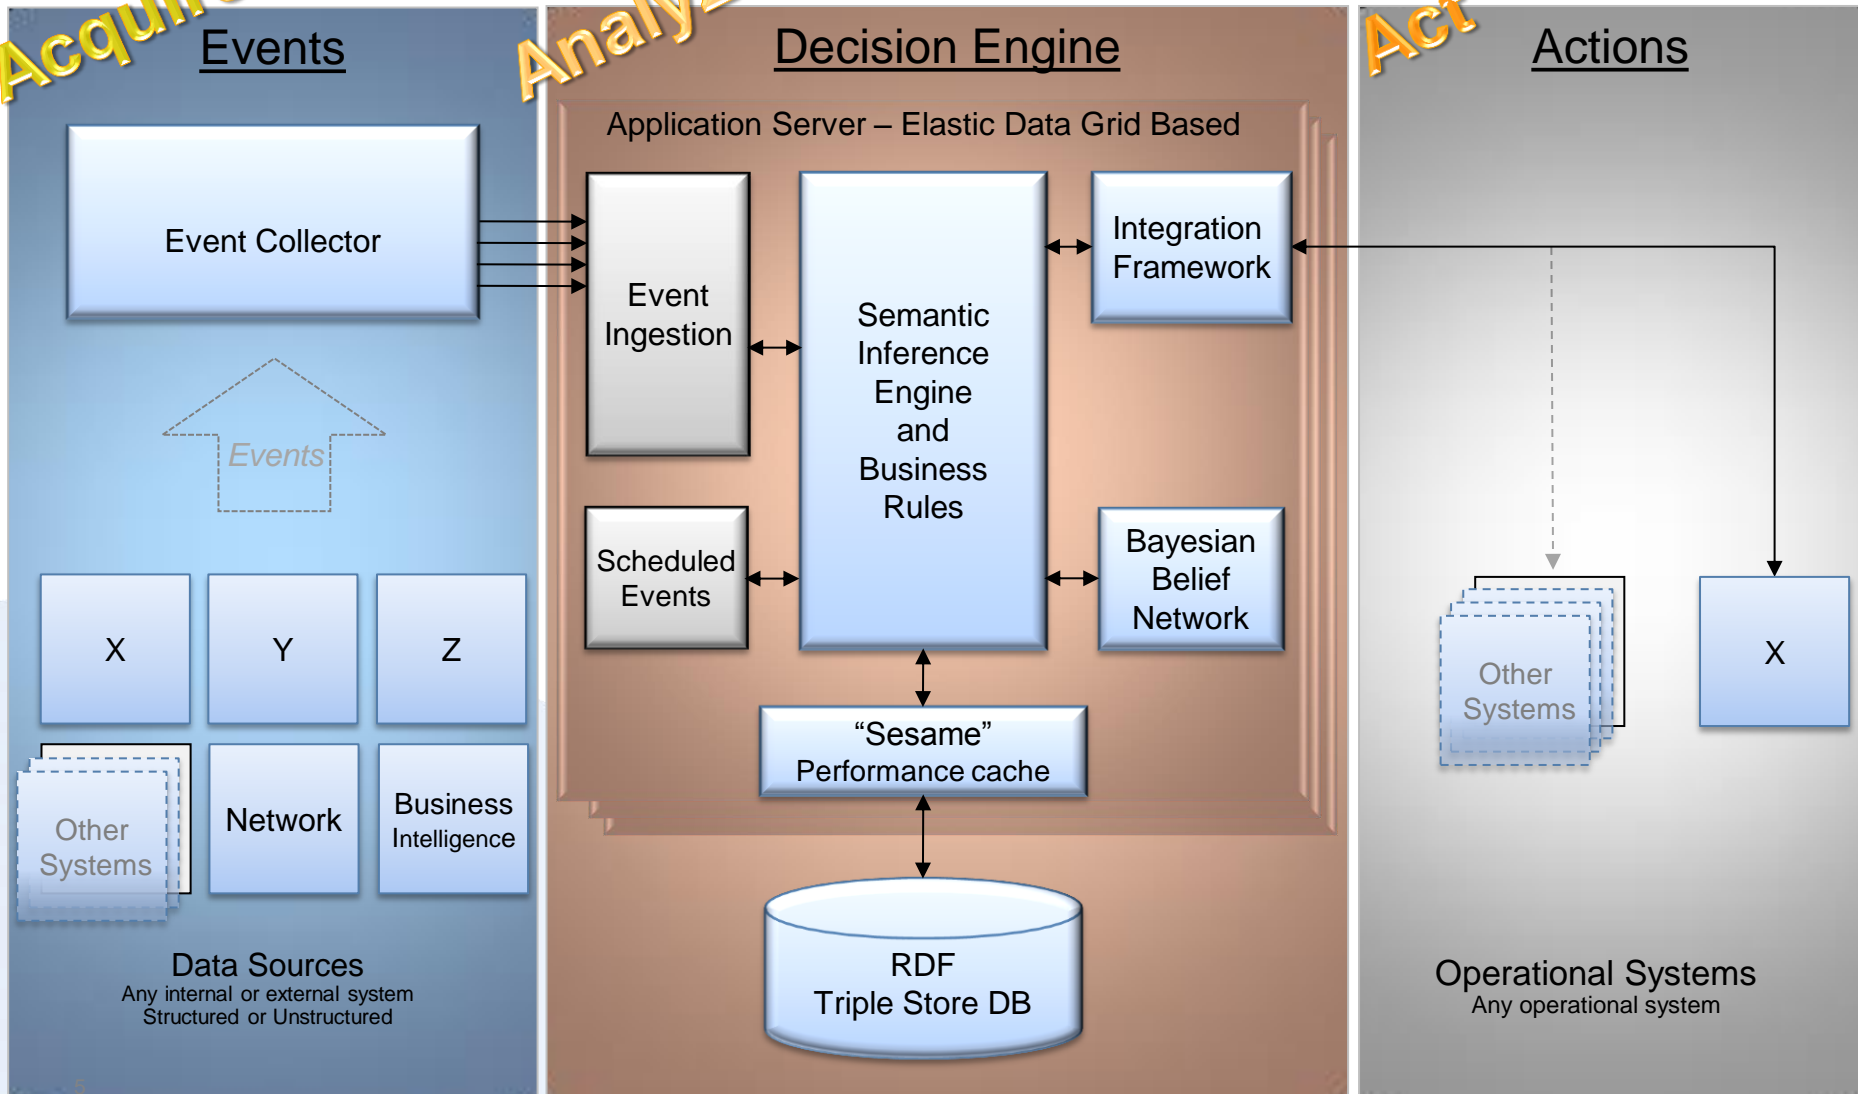 Events
Event Collector
Events
X
Y
Z
Other
Systems
Network
Business
Intelligence
Data Sources
Any internal or external system
Structured or Unstructured
5
Decision Engine
Application Server – Elastic Data Grid Based
Event
Ingestion
Scheduled
Events
Semantic
Inference
Engine
and
Business
Rules
Integration
Framework
Bayesian
Belief
Network
“Sesame”
Performance cache
RDF
Triple Store DB
Act
Actions
Other
Systems
X
Operational Systems
Any operational system